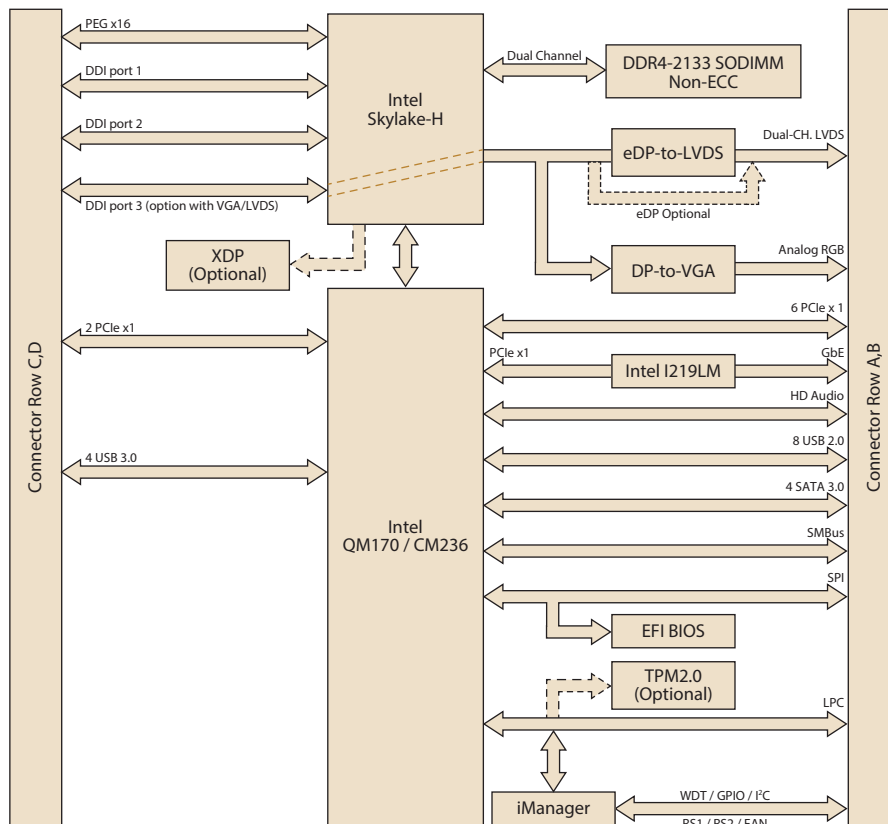 PEG x16
DDI port 1
DDI port 2
DDI port 3 (option with VGA/LVDS)
Intel
Skylake-H
Dual Channel
DDR4-2133 SODIMM
Non-ECC
eDP-to-LVDS
Dual-CH. LVDS
eDP Optional
XDP
(Optional)
DP-to-VGA
Analog RGB
Connector Row C,D
2 PCIe x1
4 USB 3.0
Intel
QM170 / CM236
6 PCIe x 1
PCIe x1
Intel I219LM
GbE
HD Audio
8 USB 2.0
4 SATA 3.0
SMBus
SPI
EFI BIOS
TPM2.0
(Optional)
LPC
iManager
WDT / GPIO / I²C
RS1 / RS2 / FAN
Connector Row A,B